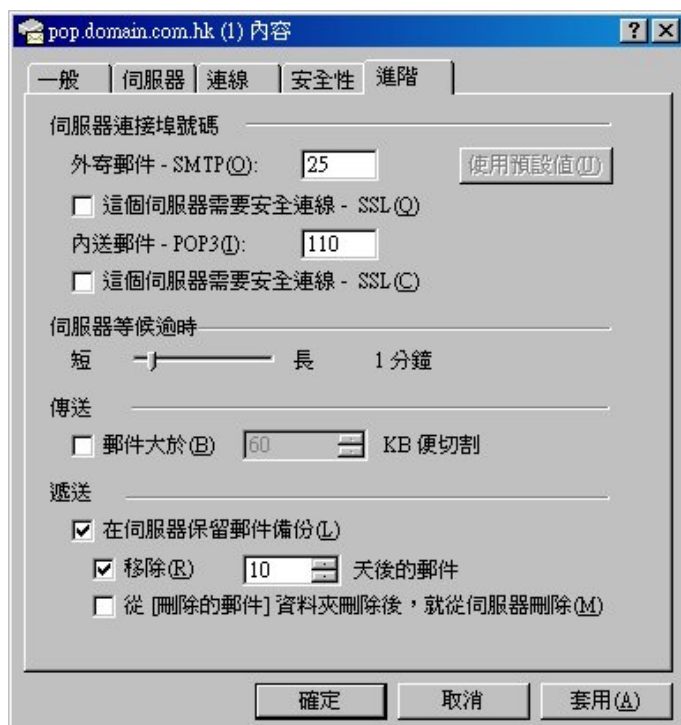 pop.domain.com.hk (1) 內容
一般 伺服器 連線 安全性 進階
伺服器連接埠號碼
外寄郵件 - SMTP(O): 25 使用預設值(U)
這個伺服器需要安全連線 - SSL(Q)
內送郵件 - POP3(I): 110
這個伺服器需要安全連線 - SSL(C)
伺服器等候逾時
短 長 1 分鐘
傳送
郵件大於(B) 60 KB 便切割
遞送
在伺服器保留郵件備份(L)
移除(R) 10 天後的郵件
從 [刪除的郵件] 資料夾刪除後，就從伺服器刪除(M)
確定 取消 套用(A)